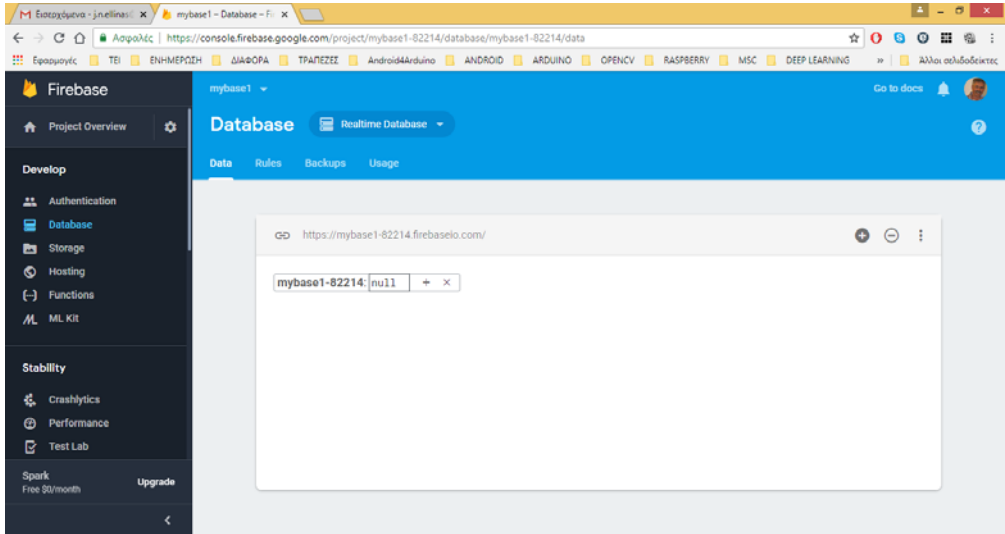 Εισερχόμενα - j.n.ellinas@
mybase1 – Database – Fi
Ασφαλές | https://console.firebase.google.com/project/mybase1-82214/database/mybase1-82214/data
Εφαρμογές ΤΕΙ ΕΝΗΜΕΡΩΣΗ ΔΙΑΦΟΡΑ ΤΡΑΠΕΖΕΣ Android4Arduino ANDROID ARDUINO OPENCV RASPBERRY MSC DEEP LEARNING » Άλλοι σελιδοδείκτες
Firebase
mybase1
Go to docs
Project Overview
Database
Realtime Database
Data Rules Backups Usage
Develop
Authentication
Database
Storage
Hosting
Functions
ML Kit
Stability
Crashlytics
Performance
Test Lab
Spark
Free $0/month
Upgrade
https://mybase1-82214.firebaseio.com/
mybase1-82214: null + ×